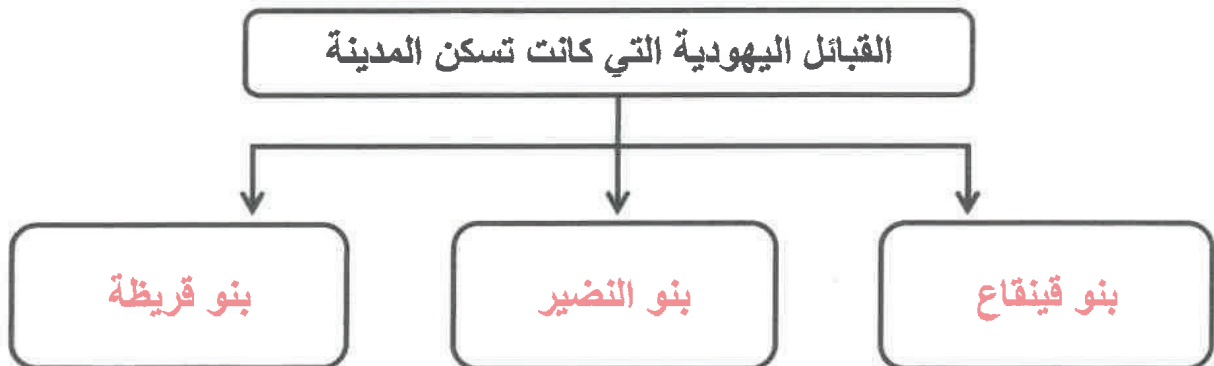 القبائل اليهودية التي كانت تسكن المدينة
بنو قينقاع
بنو النضير
بنو قريظة